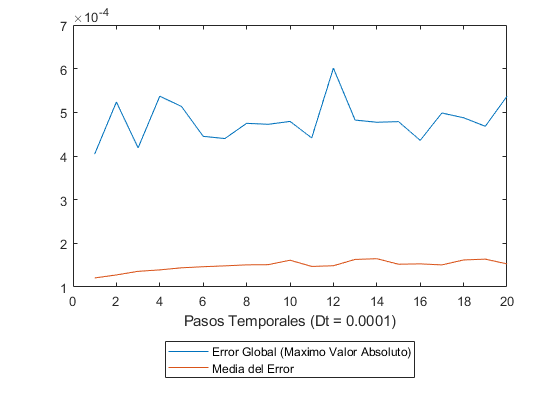 ×10-4
7
6
5
4
3
2
1
0 2 4 6 8 10 12 14 16 18 20
Pasos Temporales (Dt = 0.0001)
Error Global (Maximo Valor Absoluto)
Media del Error